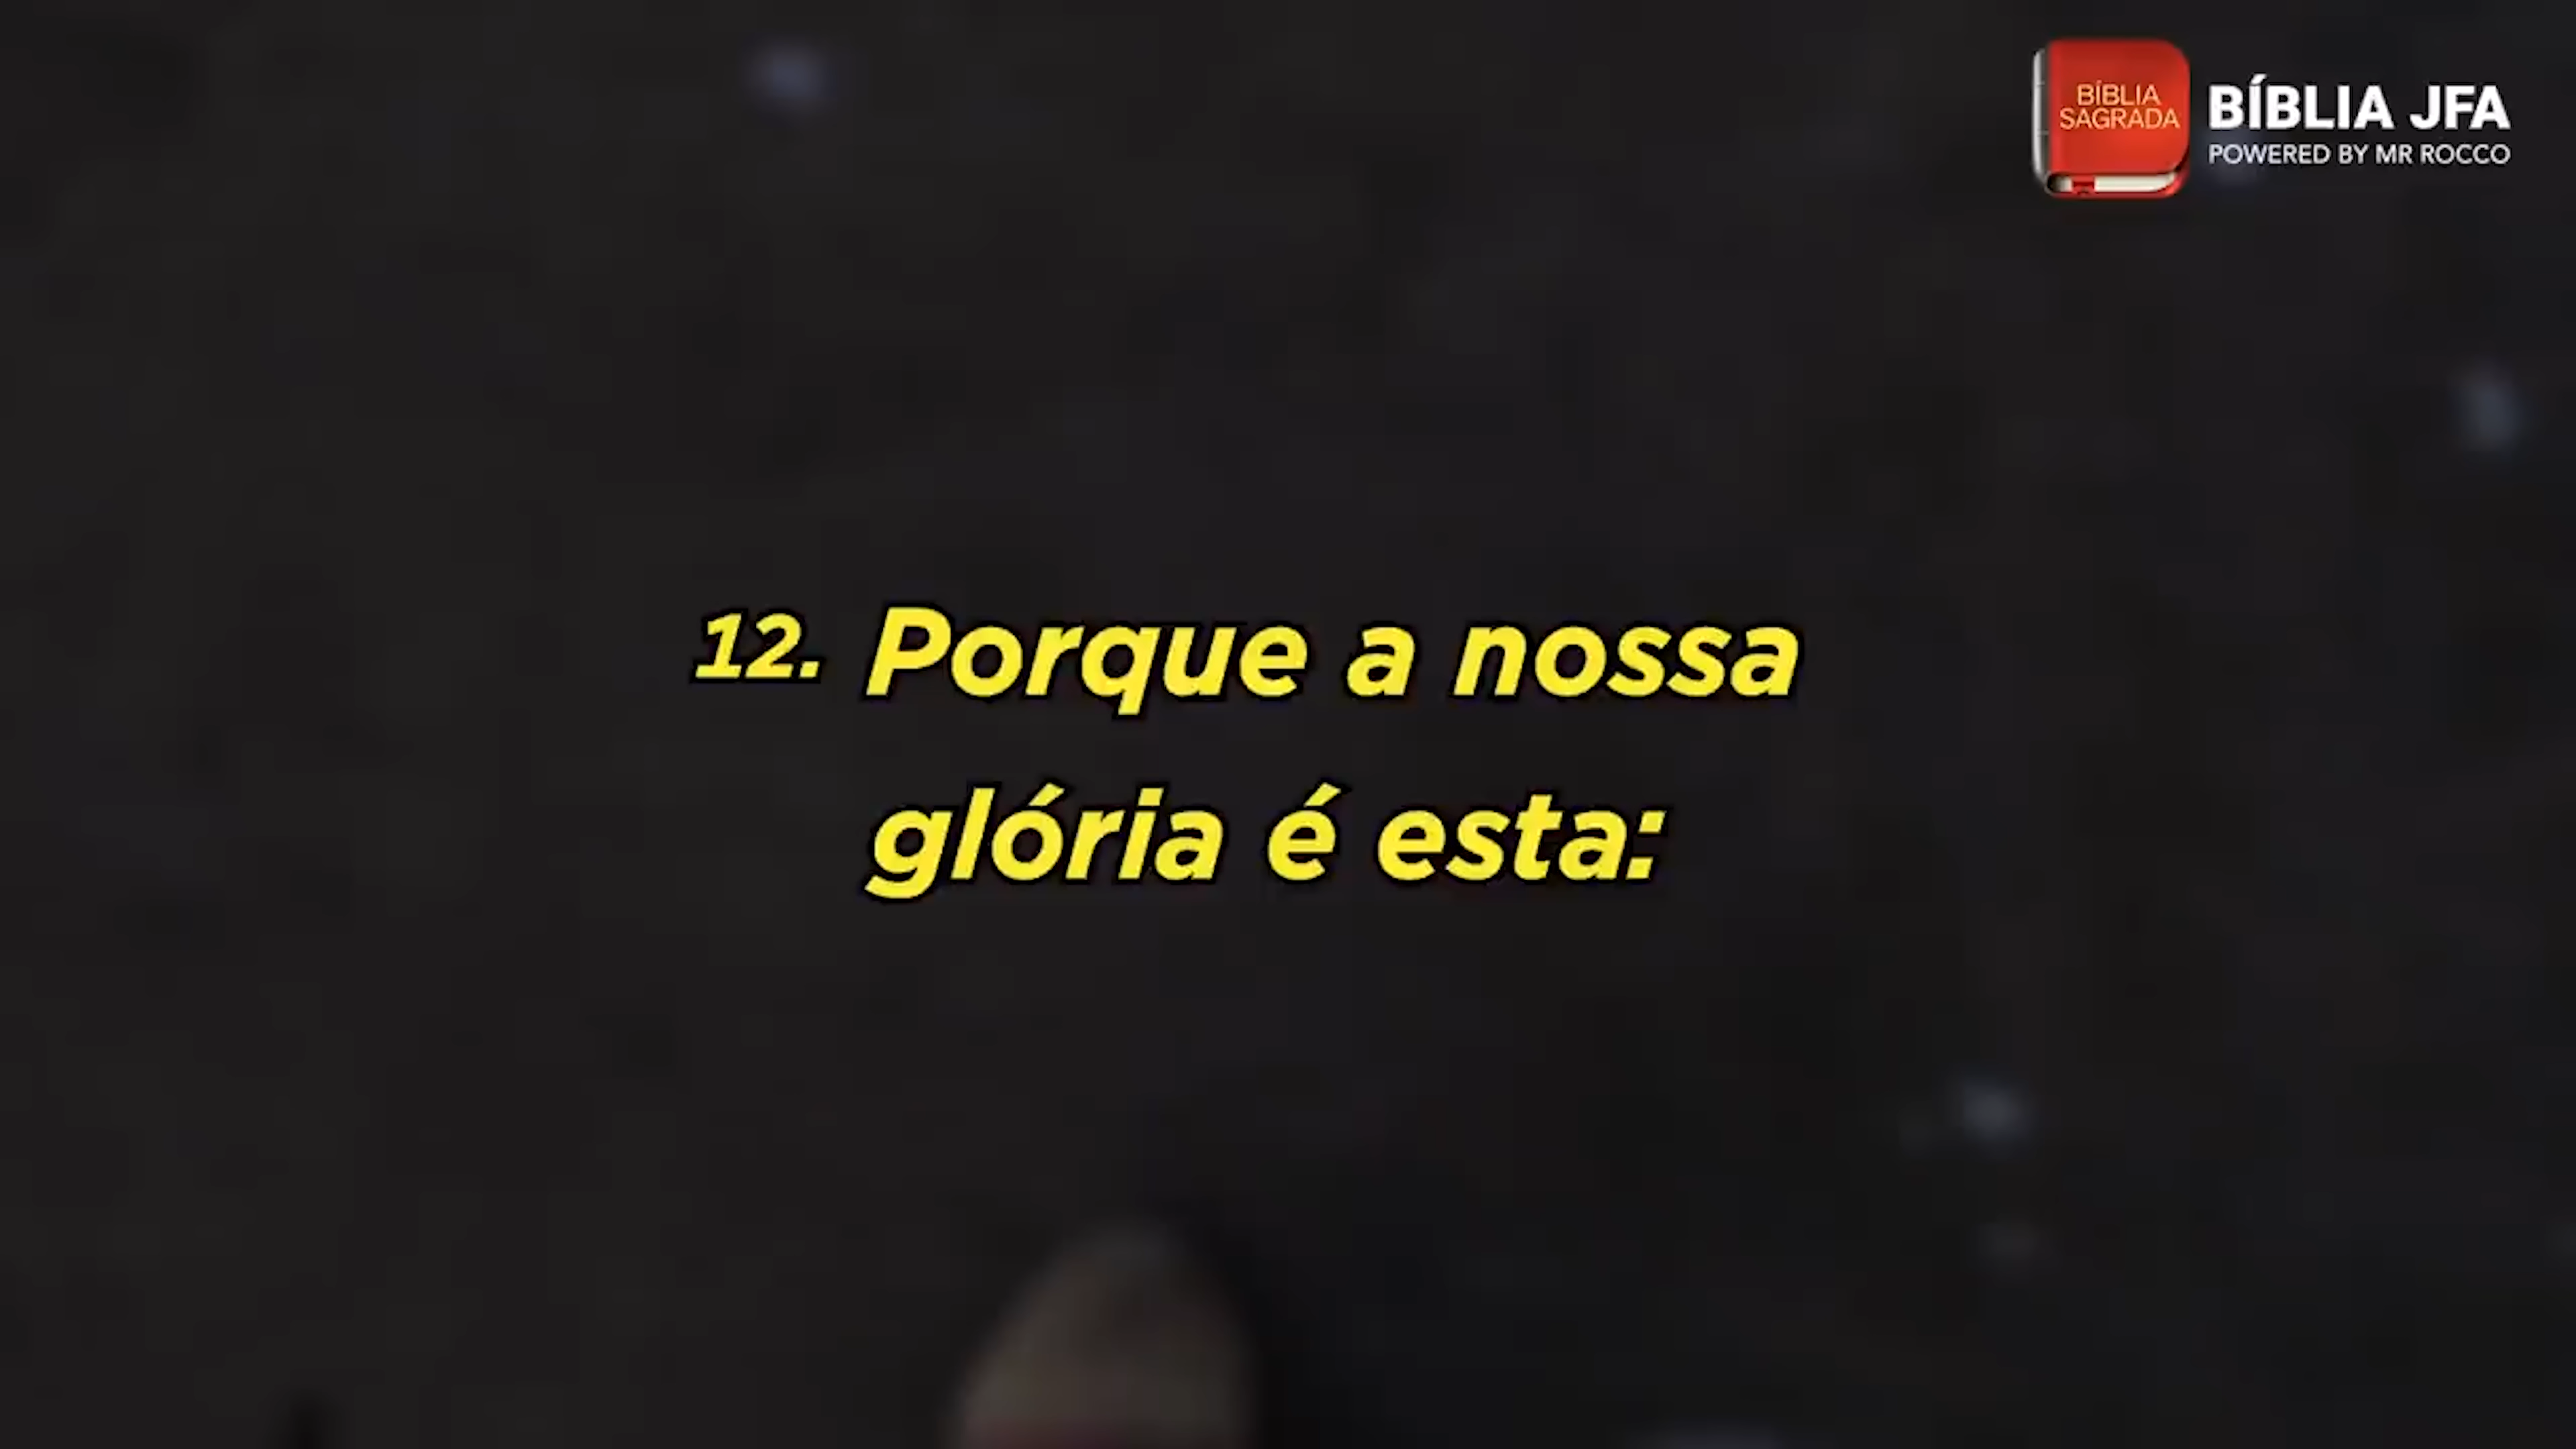 BÍBLIA
SAGRADA
BÍBLIA JFA
POWERED BY MR ROCCO
12. Porque a nossa
glória é esta: